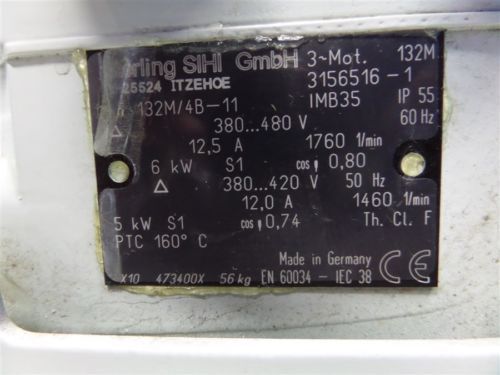 rling SIHI GmbH 3~Mot. 132M
25524 ITZEHOE 3156516-1
132M/4B-11 IMB35 IP 55
Δ 380...480 V 60 Hz
12,5 A 1760 1/min
6 kW S1 cos φ 0,80
Δ 380...420 V 50 Hz
12,0 A 1460 1/min
5 kW S1 cos φ 0,74 Th. Cl. F
PTC 160° C
Made in Germany
X10 473400X 56 kg EN 60034 - IEC 38 CE